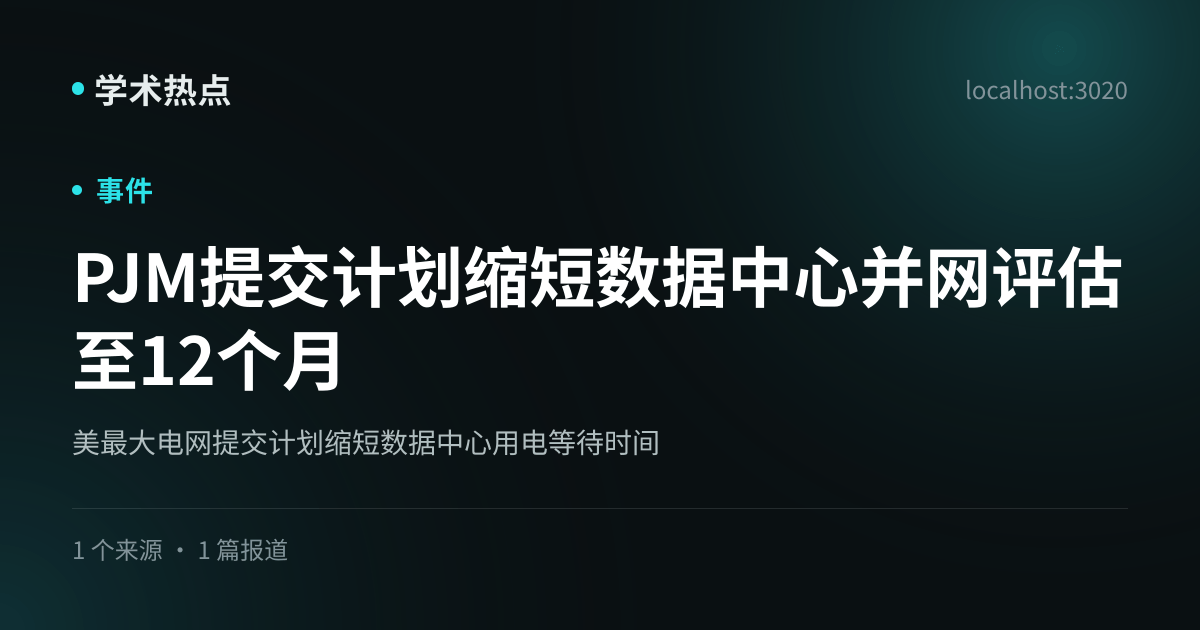 学术热点
localhost:3020
事件
PJM提交计划缩短数据中心并网评估
至12个月
美最大电网提交计划缩短数据中心用电等待时间
1 个来源 · 1 篇报道